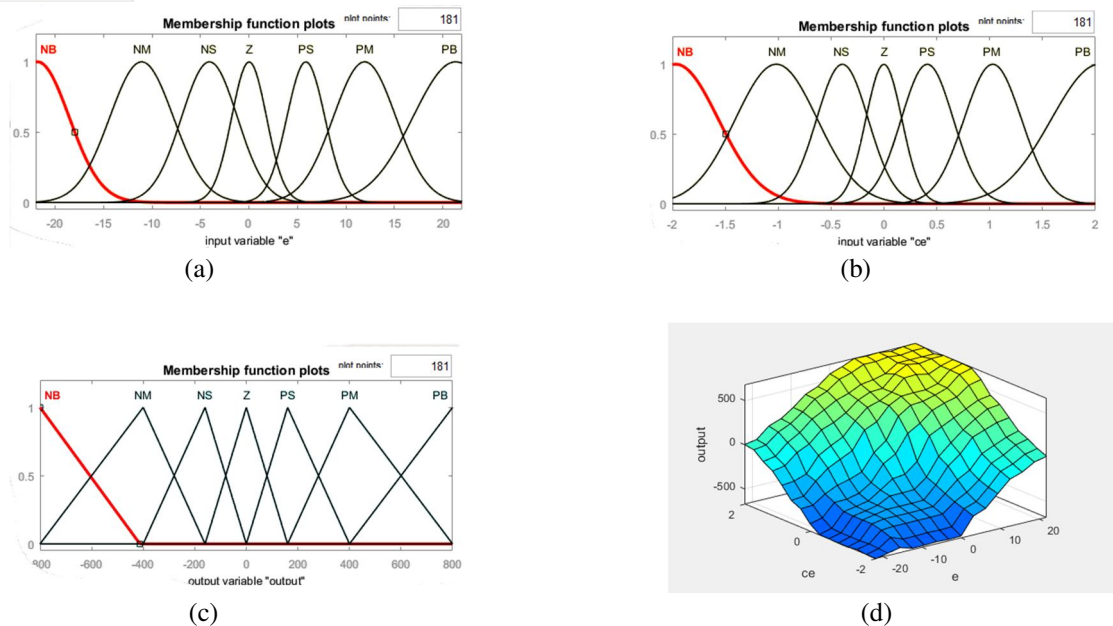 Membership function plots plot points: 181
NB NM NS Z PS PM PB
1
0.5
0
-20 -15 -10 -5 0 5 10 15 20
input variable "e"
(a)
Membership function plots plot points: 181
NB NM NS Z PS PM PB
1
0.5
0
-2 -1.5 -1 -0.5 0 0.5 1 1.5 2
input variable "ce"
(b)
Membership function plots plot points: 181
NB NM NS Z PS PM PB
1
0.5
0
-600 -400 -200 0 200 400 600 800
output variable "output"
(c)
500
0
-500
output
2
0
-2
ce
-20 -10 0 10 20
e
(d)